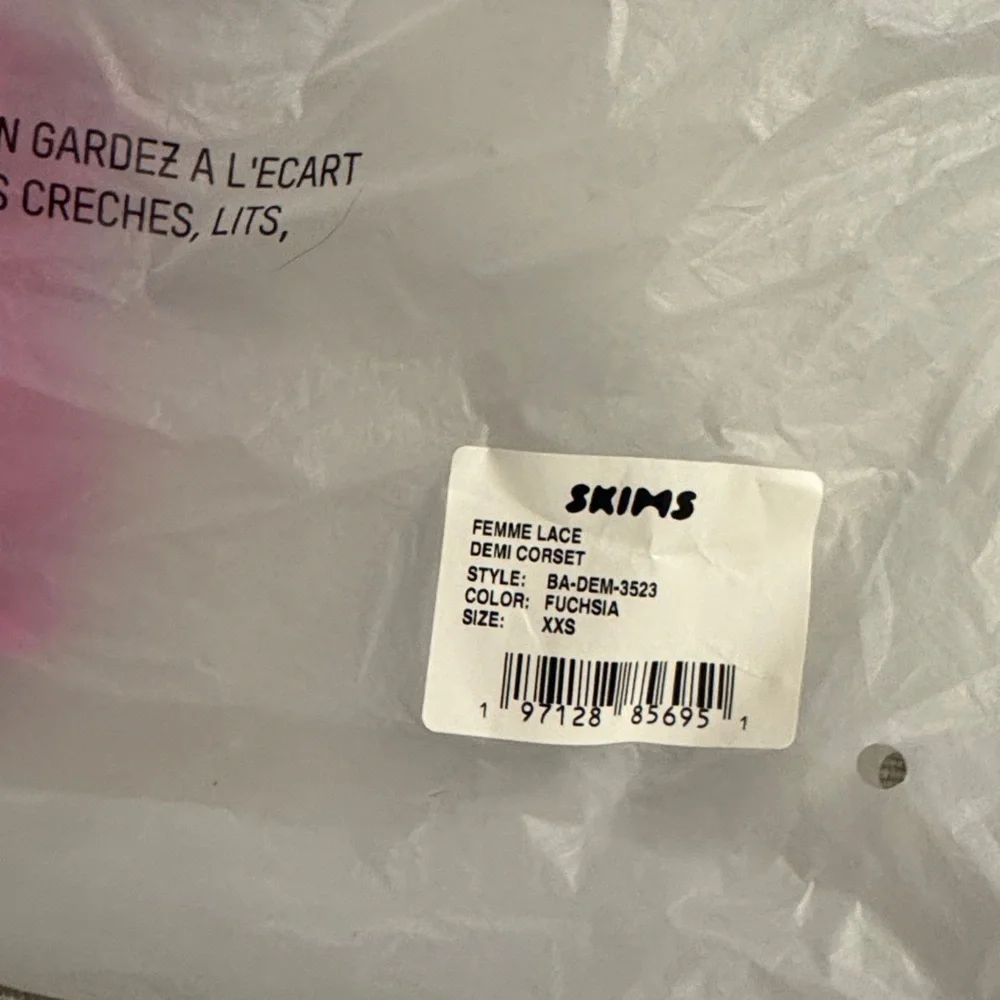 N GARDEZ A L'ECART
S CRECHES, LITS,
SKIMS
FEMME LACE
DEMI CORSET
STYLE: BA-DEM-3523
COLOR: FUCHSIA
SIZE: XXS
1 97128 85695 1